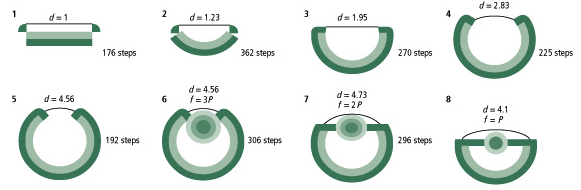 1
d = 1
176 steps
2
d = 1.23
362 steps
3
d = 1.95
270 steps
4
d = 2.83
225 steps
5
d = 4.56
192 steps
6
d = 4.56
f = 3P
306 steps
7
d = 4.73
f = 2P
296 steps
8
d = 4.1
f = P